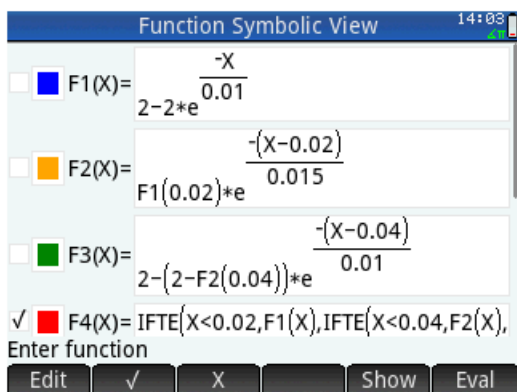 Function Symbolic View
14:03
∡π
F1(X)= 2-2*e^(-X/0.01)
F2(X)= F1(0.02)*e^(-(X-0.02)/0.015)
F3(X)= 2-(2-F2(0.04))*e^(-(X-0.04)/0.01)
√ F4(X)= IFTE(X<0.02,F1(X),IFTE(X<0.04,F2(X),
Enter function
Edit √ X Show Eval